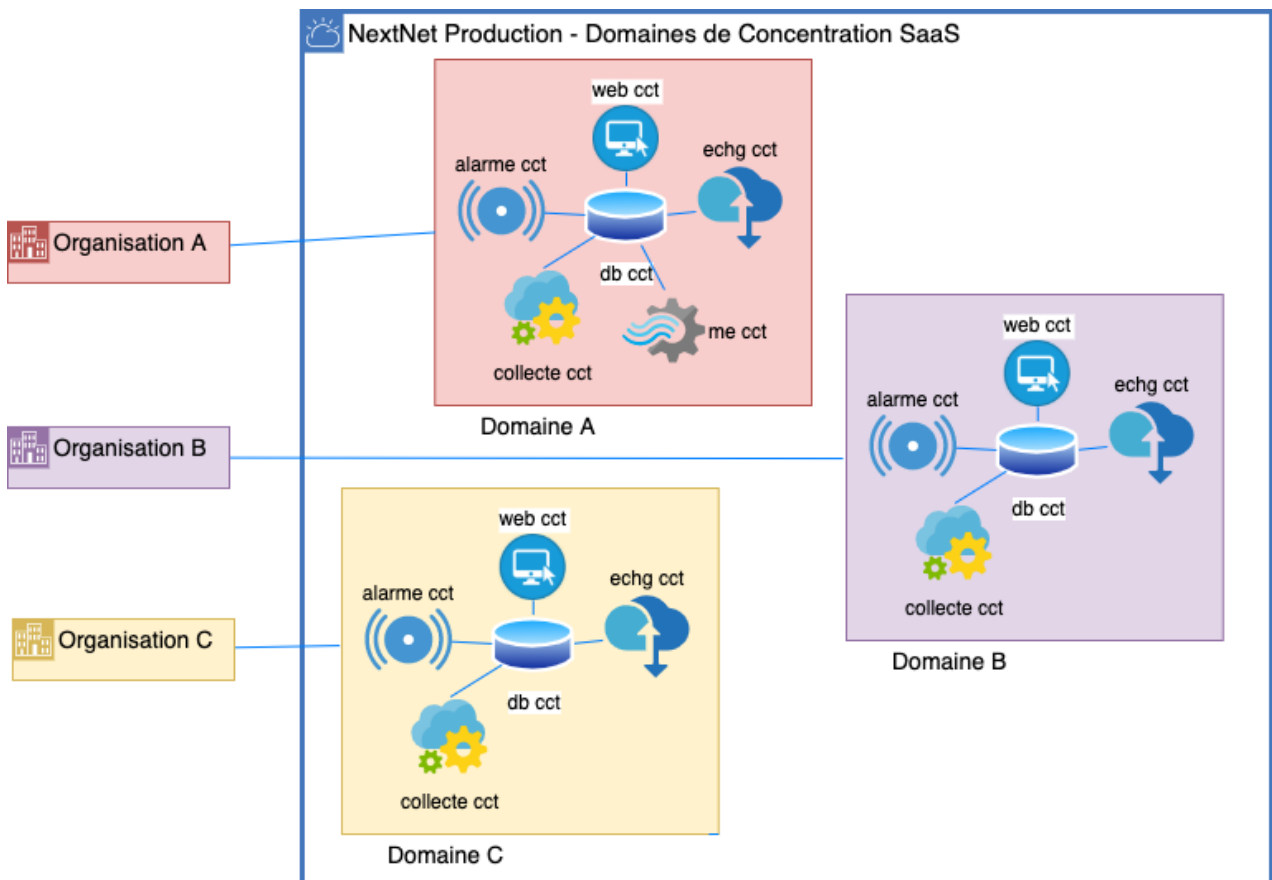 NextNet Production - Domaines de Concentration SaaS
web cct
echg cct
alarme cct
Organisation A
db cct
me cct
collecte cct
Domaine A
web cct
echg cct
alarme cct
Organisation B
db cct
collecte cct
Domaine B
web cct
echg cct
alarme cct
Organisation C
db cct
collecte cct
Domaine C